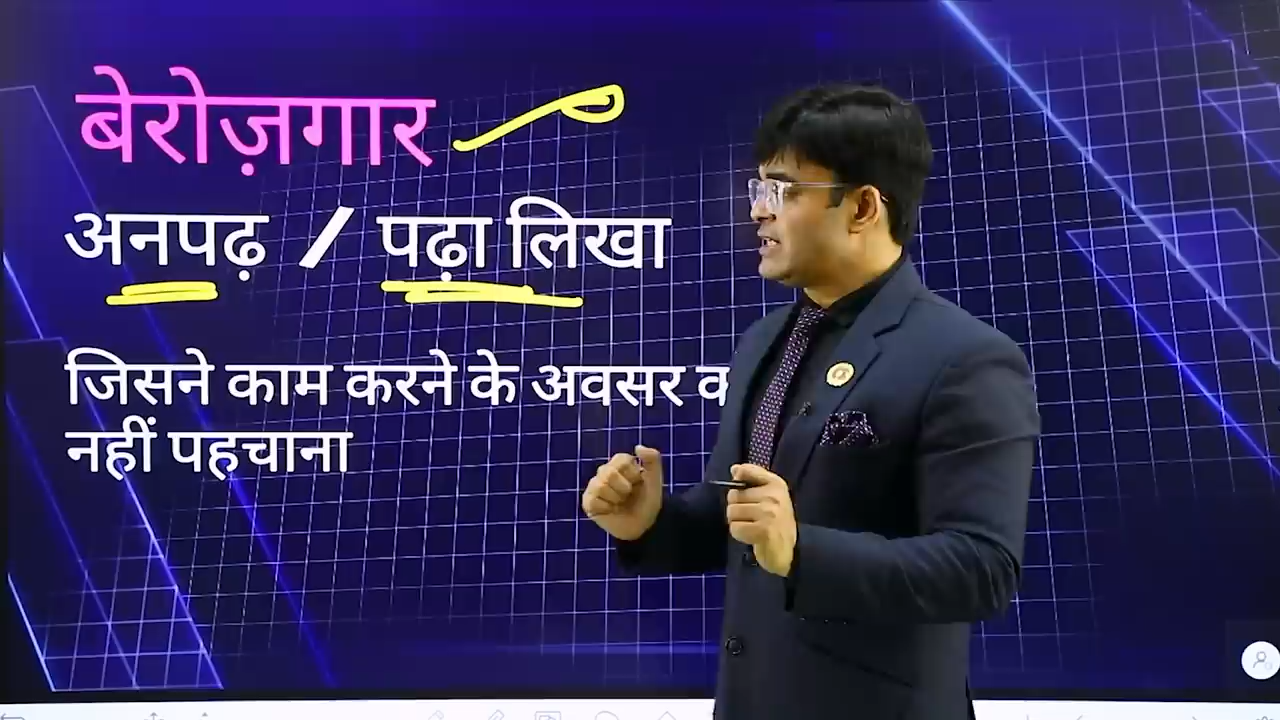 बेरोज़गार
अनपढ़ / पढ़ा लिखा
जिसने काम करने के अवसर
नहीं पहचाना